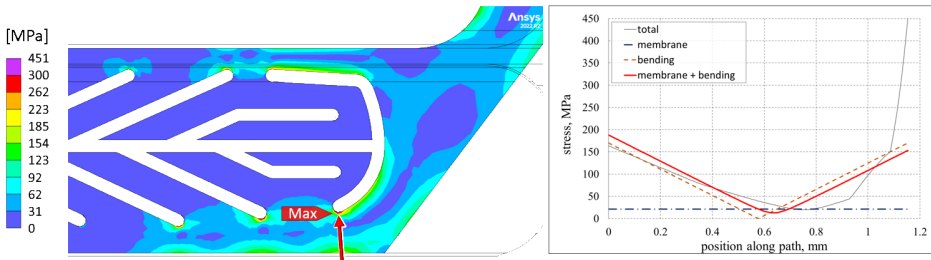 [MPa]
451
300
262
223
185
154
123
92
62
31
0
Ansys
2022 R2
Max
stress, MPa
450
400
350
300
250
200
150
100
50
0
total
membrane
bending
membrane + bending
0
0.2
0.4
0.6
0.8
1
1.2
position along path, mm